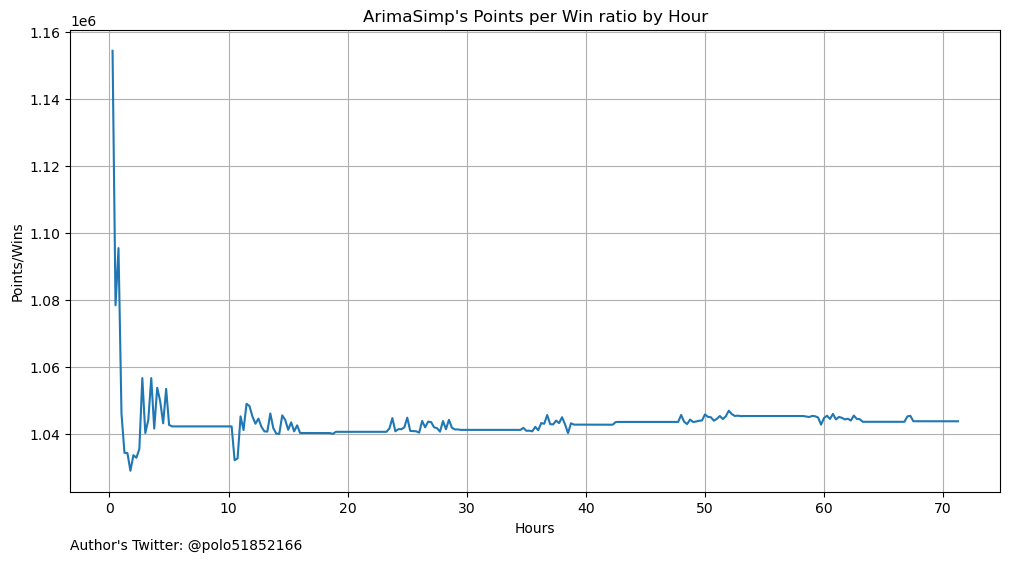 ArimaSimp's Points per Win ratio by Hour
1e6
1.16
1.14
1.12
1.10
1.08
1.06
1.04
Points/Wins
0 10 20 30 40 50 60 70
Hours
Author's Twitter: @polo51852166